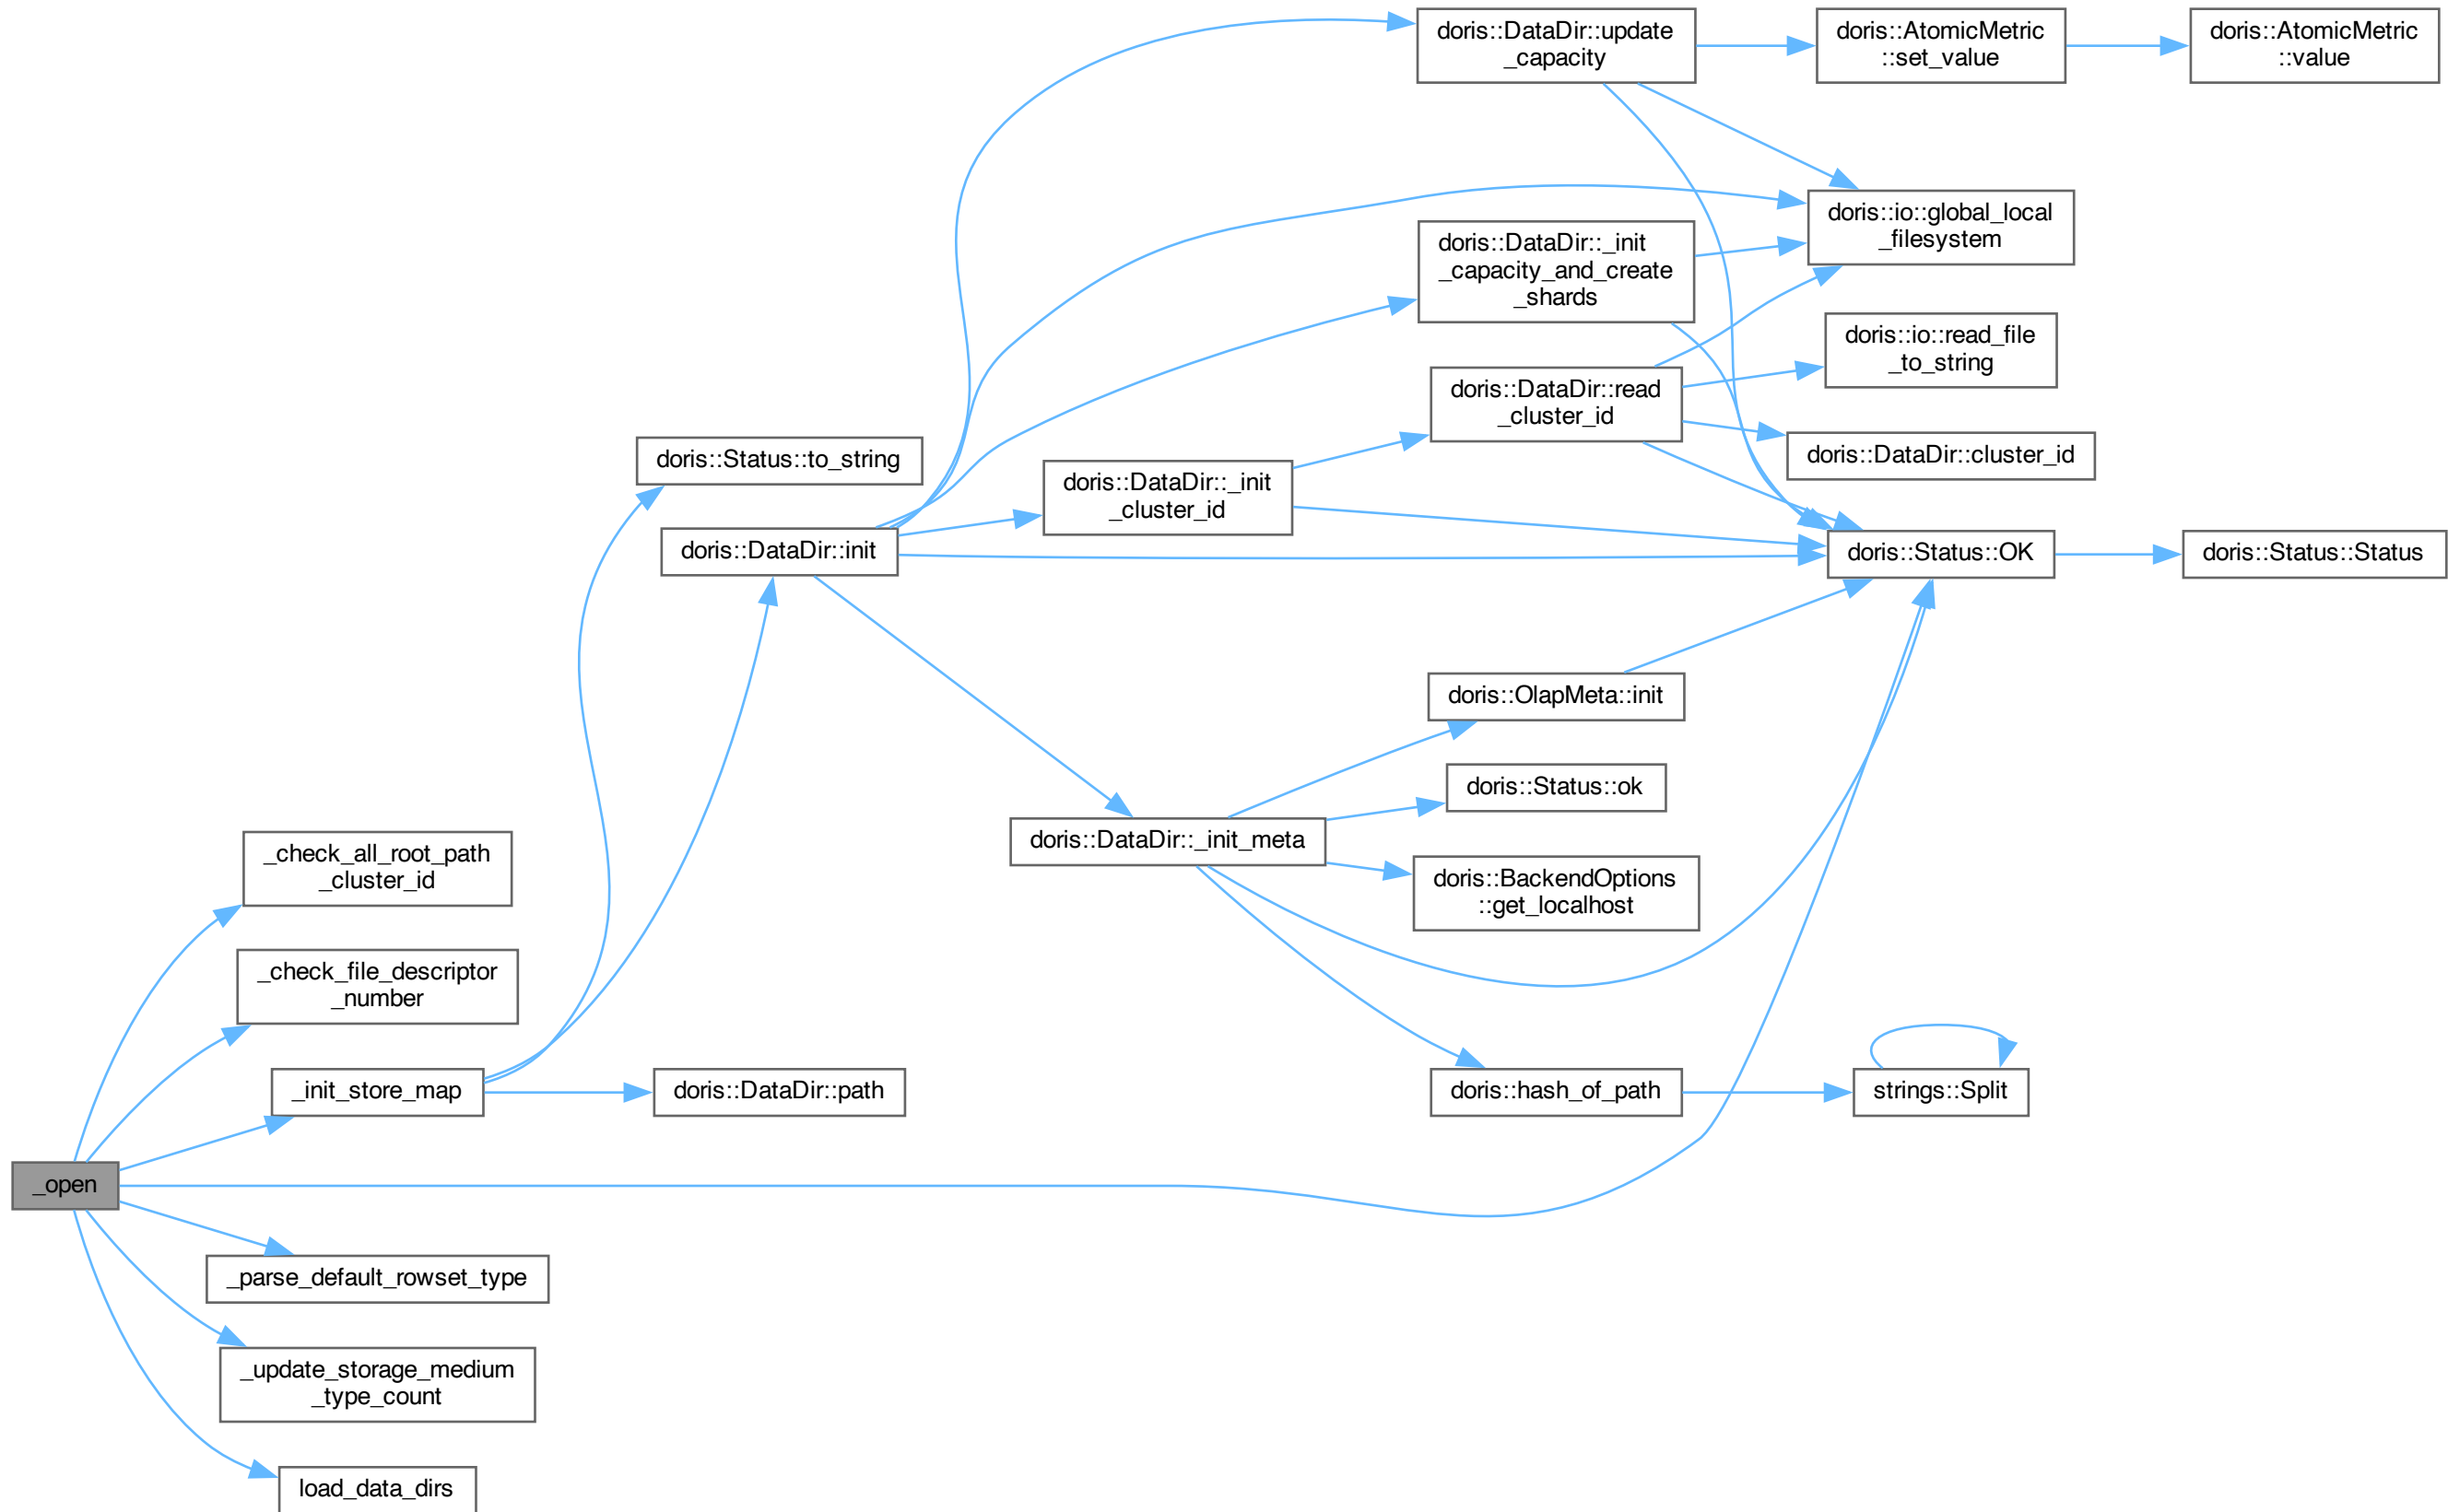 doris::DataDir::update
_capacity
doris::AtomicMetric
::set_value
doris::AtomicMetric
::value
doris::io::global_local
_filesystem
doris::DataDir::_init
_capacity_and_create
_shards
doris::io::read_file
_to_string
doris::DataDir::read
_cluster_id
doris::DataDir::cluster_id
doris::Status::to_string
doris::DataDir::_init
_cluster_id
doris::DataDir::init
doris::Status::OK
doris::Status::Status
doris::OlapMeta::init
doris::Status::ok
doris::DataDir::_init_meta
doris::BackendOptions
::get_localhost
_check_all_root_path
_cluster_id
_check_file_descriptor
_number
_init_store_map
doris::DataDir::path
doris::hash_of_path
strings::Split
_open
_parse_default_rowset_type
_update_storage_medium
_type_count
load_data_dirs